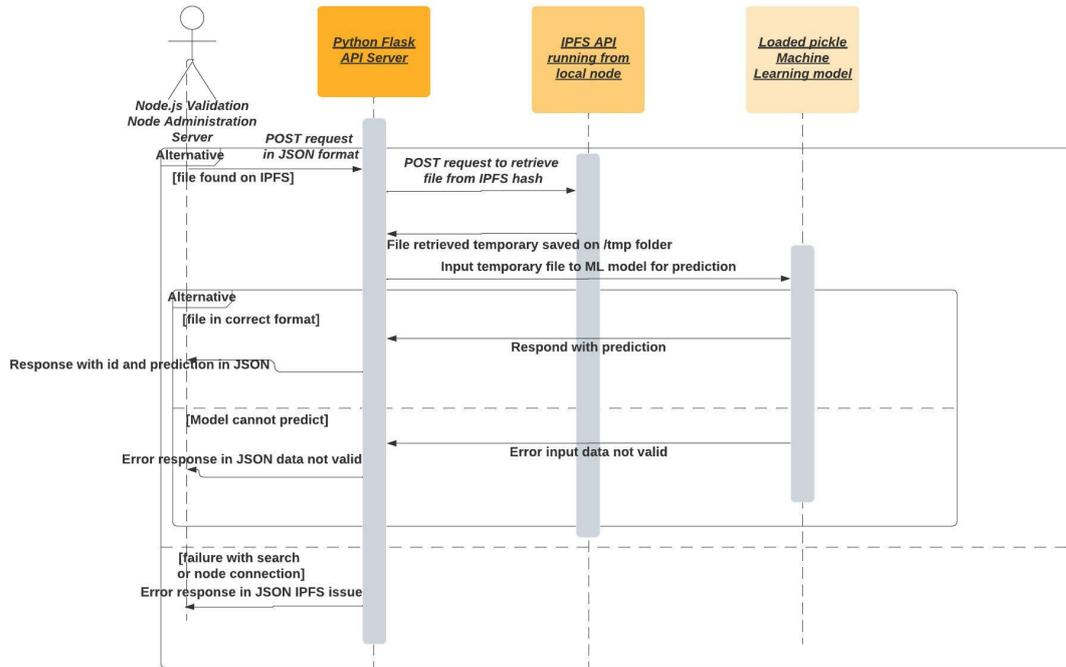 Python Flask
API Server
IPFS API
running from
local node
Loaded pickle
Machine
Learning model
Node.js Validation
Node Administration
Server
POST request
in JSON format
Alternative
[file found on IPFS]
POST request to retrieve
file from IPFS hash
File retrieved temporary saved on /tmp folder
Input temporary file to ML model for prediction
Alternative
[file in correct format]
Respond with prediction
Response with id and prediction in JSON
[Model cannot predict]
Error input data not valid
Error response in JSON data not valid
[failure with search
or node connection]
Error response in JSON IPFS issue